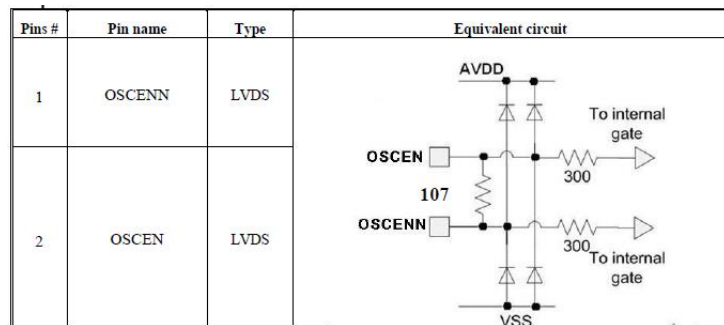 Pins # Pin name Type Equivalent circuit
1 OSCENN LVDS
2 OSCEN LVDS
AVDD
To internal
gate
OSCEN
300
107
OSCENN
300
To internal
gate
VSS